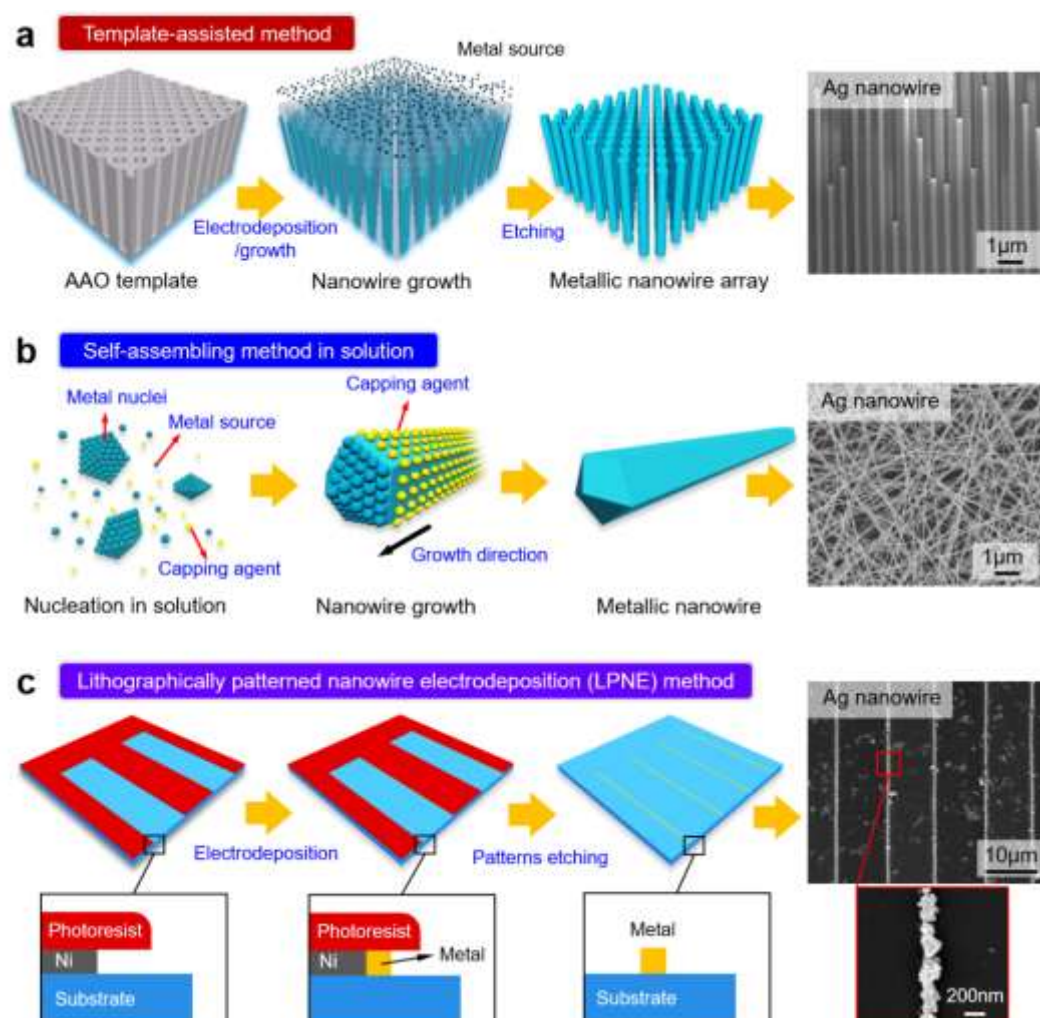 a
Template-assisted method
Metal source
Ag nanowire
Electrodeposition
/growth
Etching
1μm
AAO template
Nanowire growth
Metallic nanowire array
b
Self-assembling method in solution
Metal nuclei
Metal source
Capping agent
Ag nanowire
Capping agent
Growth direction
1μm
Nucleation in solution
Nanowire growth
Metallic nanowire
c
Lithographically patterned nanowire electrodeposition (LPNE) method
Ag nanowire
Electrodeposition
Patterns etching
10μm
Photoresist
Ni
Substrate
Photoresist
Ni
Metal
Metal
Substrate
200nm